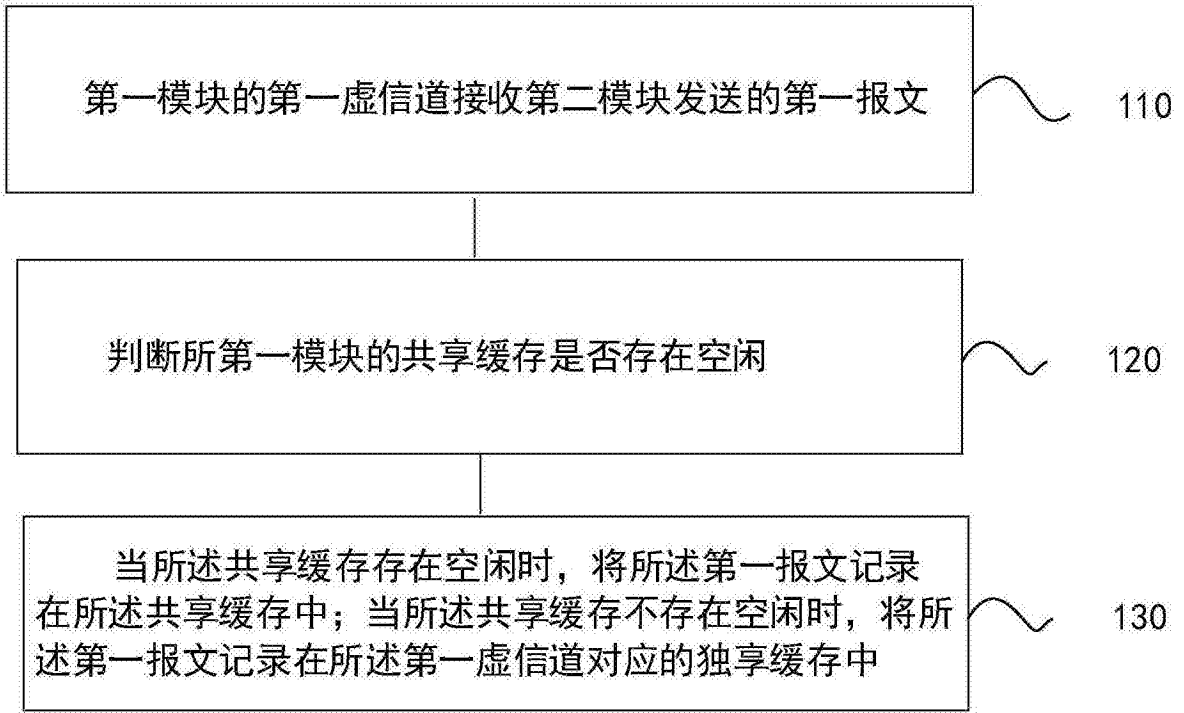 第一模块的第一虚信道接收第二模块发送的第一报文
110
判断所第一模块的共享缓存是否存在空闲
120
当所述共享缓存存在空闲时，将所述第一报文记录
在所述共享缓存中；当所述共享缓存不存在空闲时，将所
述第一报文记录在所述第一虚信道对应的独享缓存中
130